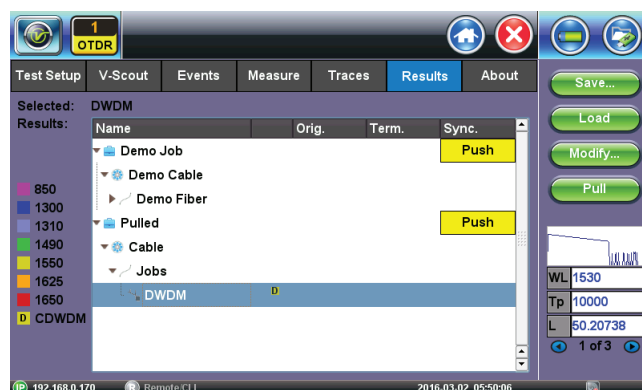 1
OTDR
Test Setup V-Scout Events Measure Traces Results About
Selected: DWDM
Results:
Name Orig. Term. Sync.
Demo Job Push
Demo Cable
Demo Fiber
Pulled Push
Cable
Jobs
DWDM D
850
1300
1310
1490
1550
1625
1650
D CDWDM
Save...
Load
Modify...
Pull
WL 1530
Tp 10000
L 50.20738
1 of 3
IP 192.168.0.170 R Remote/CLI 2016.03.02 05:50:06